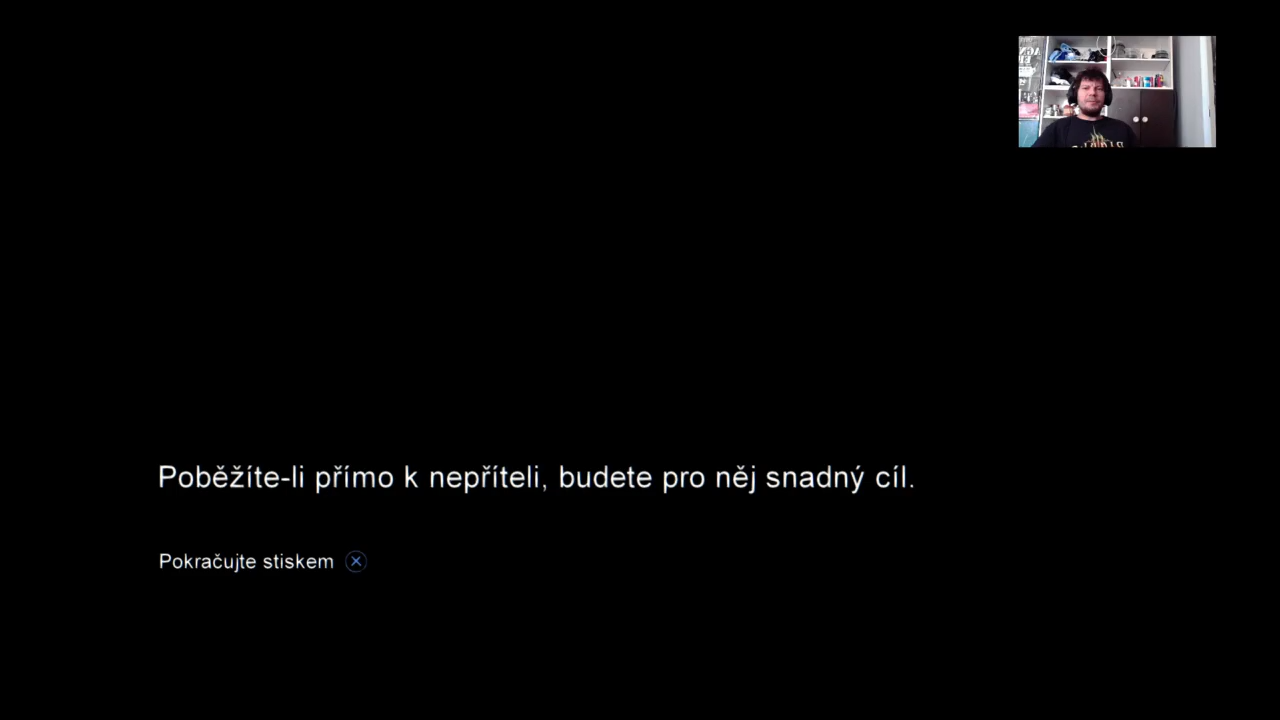 Poběžíte-li přímo k nepříteli, budete pro něj snadný cíl.
Pokračujte stiskem